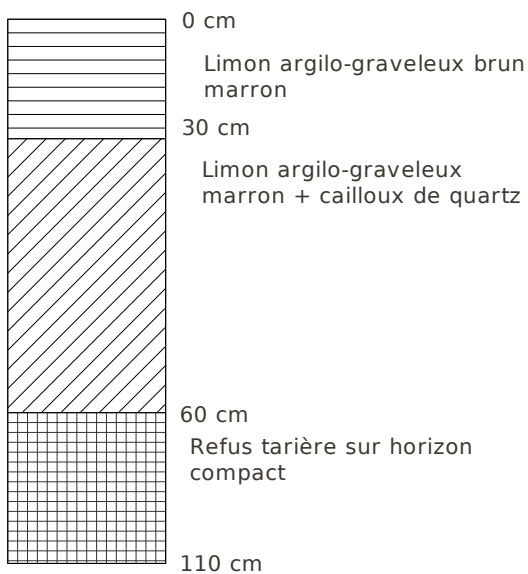 0 cm
Limon argilo-graveleux brun
marron
30 cm
Limon argilo-graveleux
marron + cailloux de quartz
60 cm
Refus tarière sur horizon
compact
110 cm